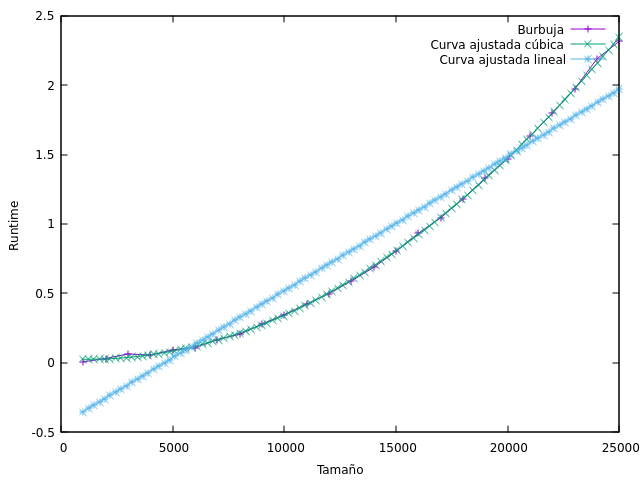 2.5
2
1.5
1
0.5
0
-0.5
Runtime
Burbuja
Curva ajustada cúbica
Curva ajustada lineal
0 5000 10000 15000 20000 25000
Tamaño